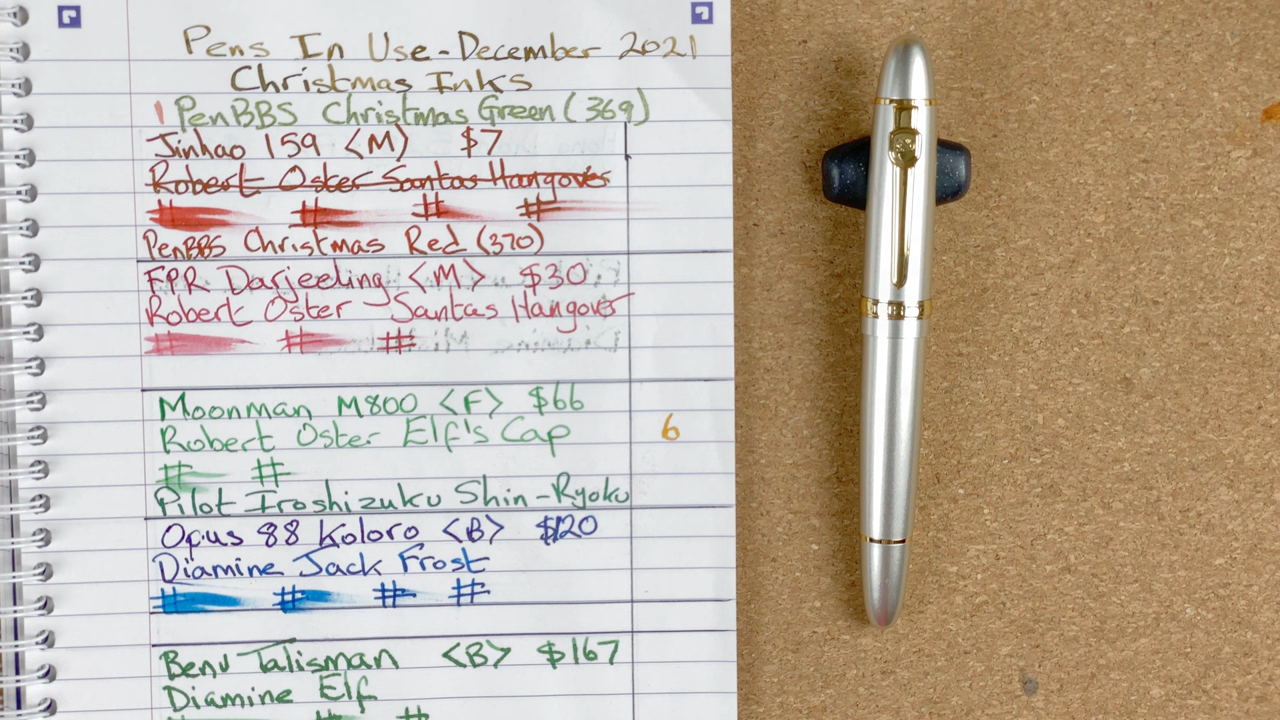 Pens In Use - December 2021
Christmas Inks
1 PenBBS Christmas Green (369)
Jinhao 159 <M> $7
Robert Oster Santas Hangover
# # # #
PenBBS Christmas Red (370)
FPR Darjeeling <M> $30
Robert Oster Santas Hangover
# # #
Moonman M800 <F> $66
Robert Oster Elf's Cap
6
# #
Pilot Iroshizuku Shin-Ryoku
Opus 88 Koloro <B> $120
Diamine Jack Frost
# # # #
Benu Talisman <B> $167
Diamine Elf